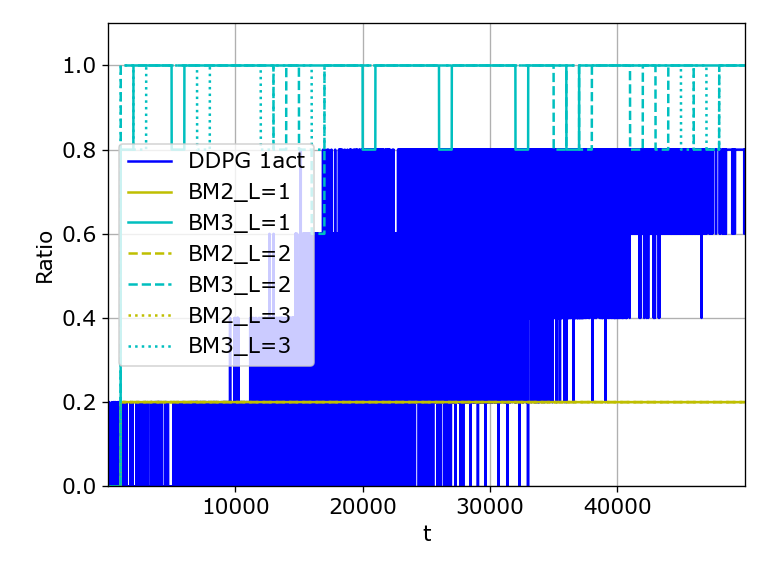 1.0
0.8
0.6
0.4
0.2
0.0
Ratio
DDPG 1act
BM2_L=1
BM3_L=1
BM2_L=2
BM3_L=2
BM2_L=3
BM3_L=3
10000 20000 30000 40000
t